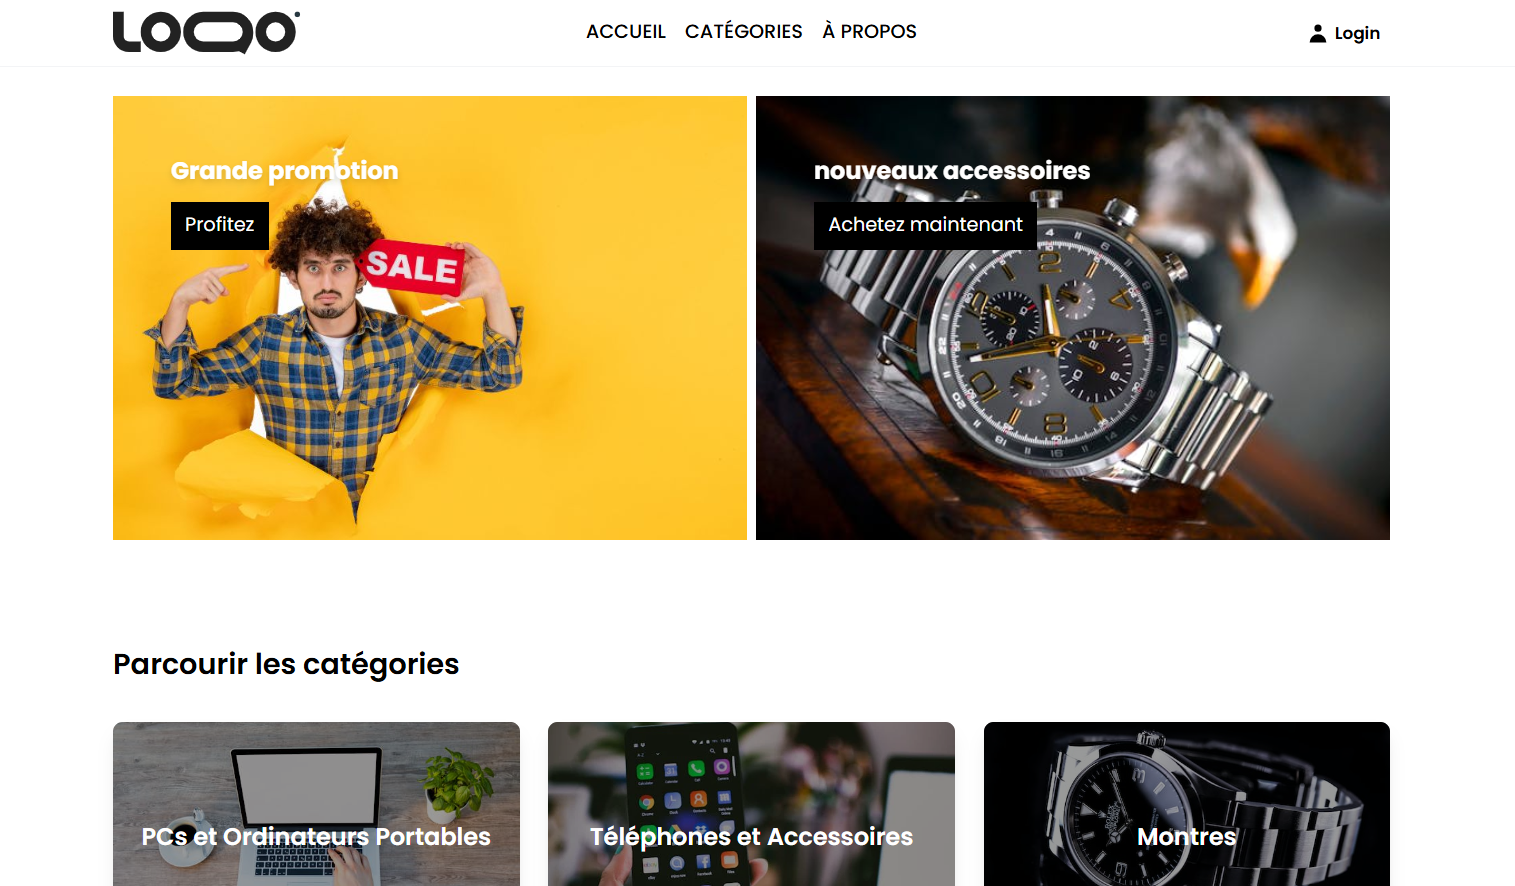 LOQO
ACCUEIL CATÉGORIES À PROPOS
Login
Grande promotion
Profitez
SALE
nouveaux accessoires
Achetez maintenant
Parcourir les catégories
PCs et Ordinateurs Portables
Téléphones et Accessoires
Montres